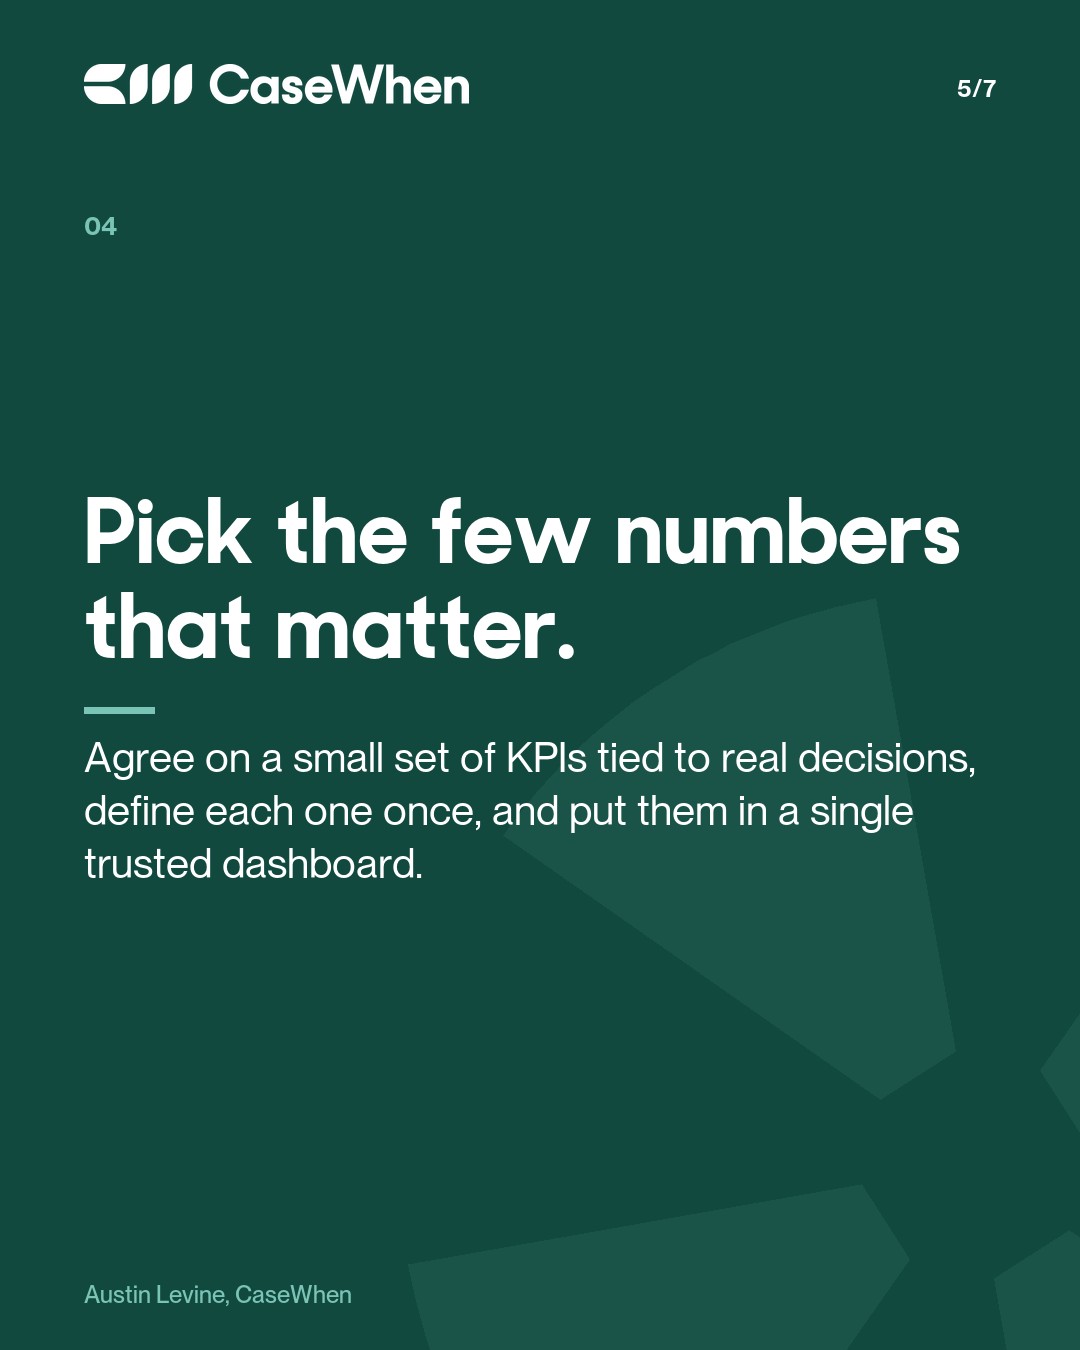 CaseWhen
5/7
04
Pick the few numbers
that matter.
Agree on a small set of KPIs tied to real decisions,
define each one once, and put them in a single
trusted dashboard.
Austin Levine, CaseWhen